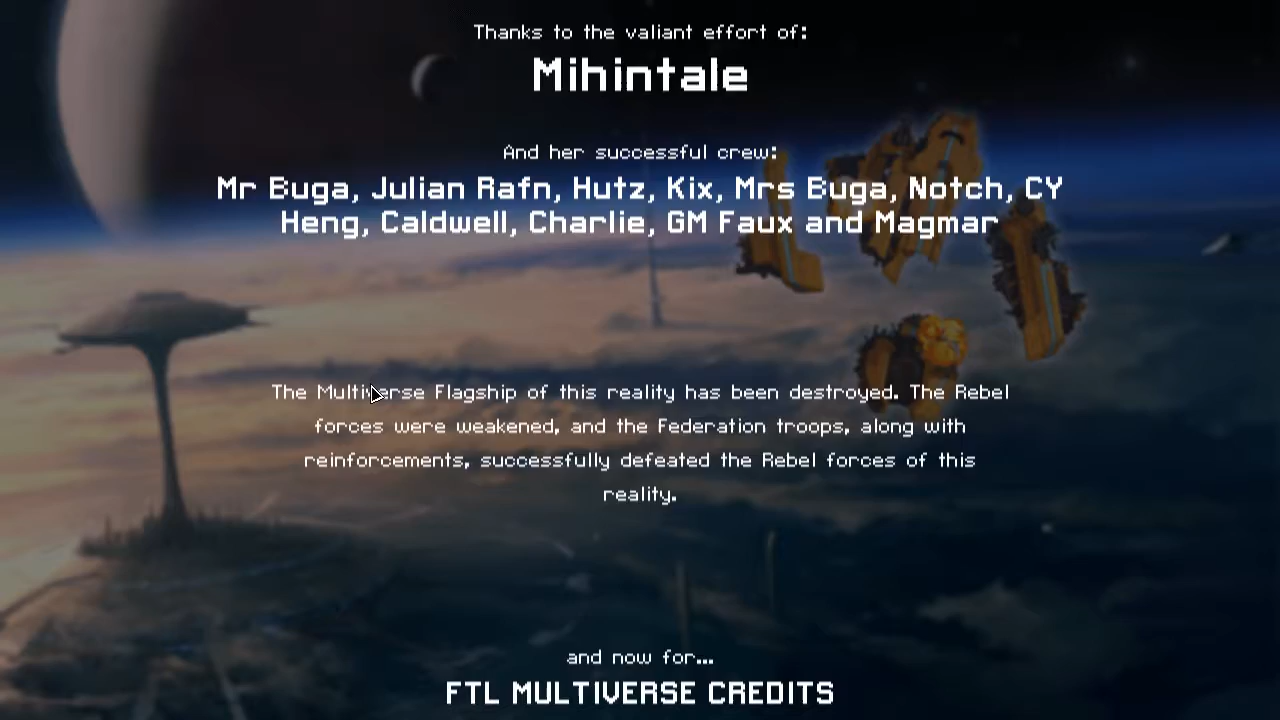 Thanks to the valiant effort of:
Mihintale
And her successful crew:
Mr Buga, Julian Rafn, Hutz, Kix, Mrs Buga, Notch, CY
Heng, Caldwell, Charlie, GM Faux and Magmar
The Multiverse Flagship of this reality has been destroyed. The Rebel
forces were weakened, and the Federation troops, along with
reinforcements, successfully defeated the Rebel forces of this
reality.
and now for...
FTL MULTIVERSE CREDITS